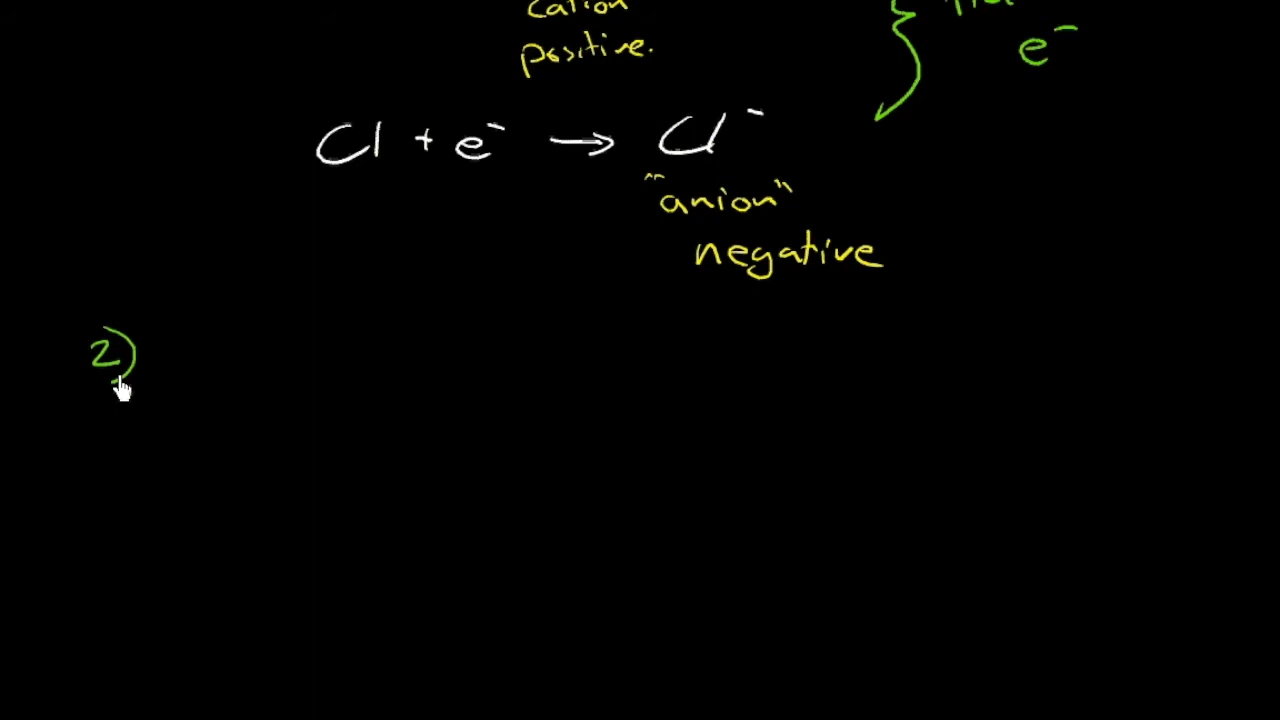 cation
positive.
e⁻
Cl + e⁻ → Cl⁻
"anion"
negative
2)